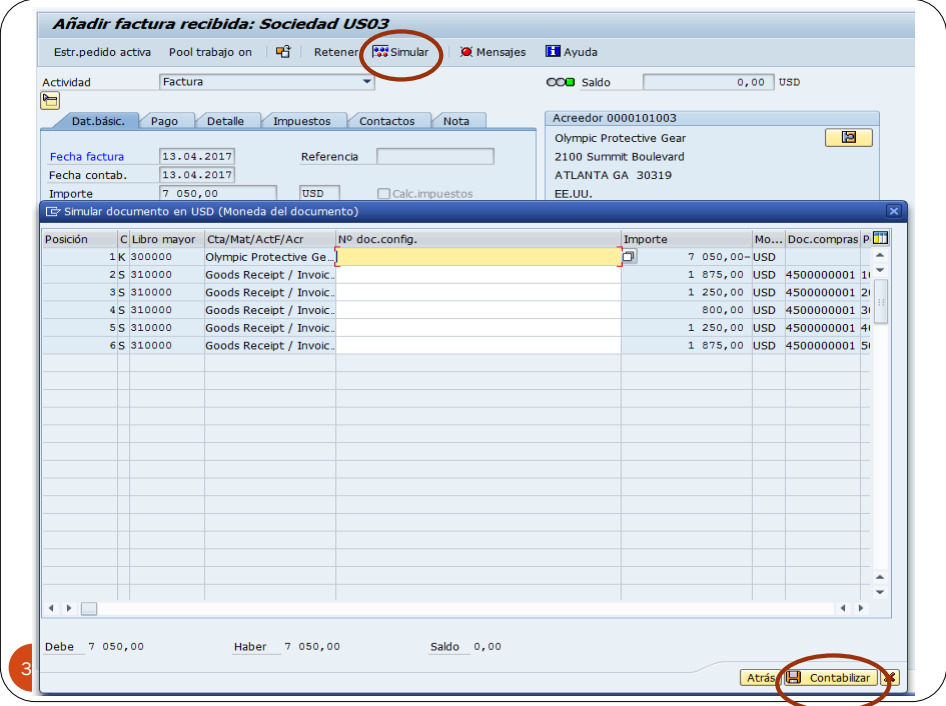 Añadir factura recibida: Sociedad US03
Estr.pedido activa Pool trabajo on Retener Simular Mensajes Ayuda
Actividad Factura Saldo 0,00 USD
Dat.básic. Pago Detalle Impuestos Contactos Nota
Acreedor 0000101003
Olympic Protective Gear
Fecha factura 13.04.2017 Referencia
2100 Summit Boulevard
Fecha contab. 13.04.2017
ATLANTA GA 30319
Importe 7 050,00 USD Calc.impuestos
EE.UU.
Simular documento en USD (Moneda del documento)
Posición C Libro mayor Cta/Mat/ActF/Acr Nº doc.config. Importe Mo... Doc.compras P
1 K 300000 Olympic Protective Ge... 7 050,00- USD
2 S 310000 Goods Receipt / Invoic... 1 875,00 USD 4500000001 1
3 S 310000 Goods Receipt / Invoic... 1 250,00 USD 4500000001 2
4 S 310000 Goods Receipt / Invoic... 800,00 USD 4500000001 3
5 S 310000 Goods Receipt / Invoic... 1 250,00 USD 4500000001 4
6 S 310000 Goods Receipt / Invoic... 1 875,00 USD 4500000001 5
Debe 7 050,00 Haber 7 050,00 Saldo 0,00
3
Atrás Contabilizar